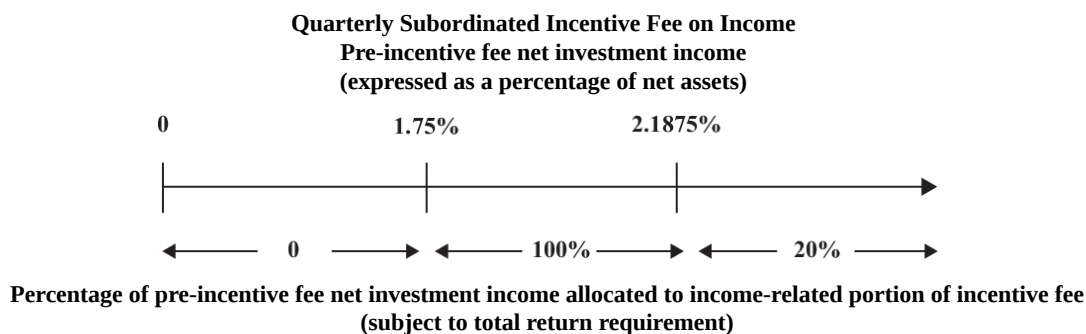 Quarterly Subordinated Incentive Fee on Income
Pre-incentive fee net investment income
(expressed as a percentage of net assets)
0 1.75% 2.1875%
0 100% 20%
Percentage of pre-incentive fee net investment income allocated to income-related portion of incentive fee
(subject to total return requirement)